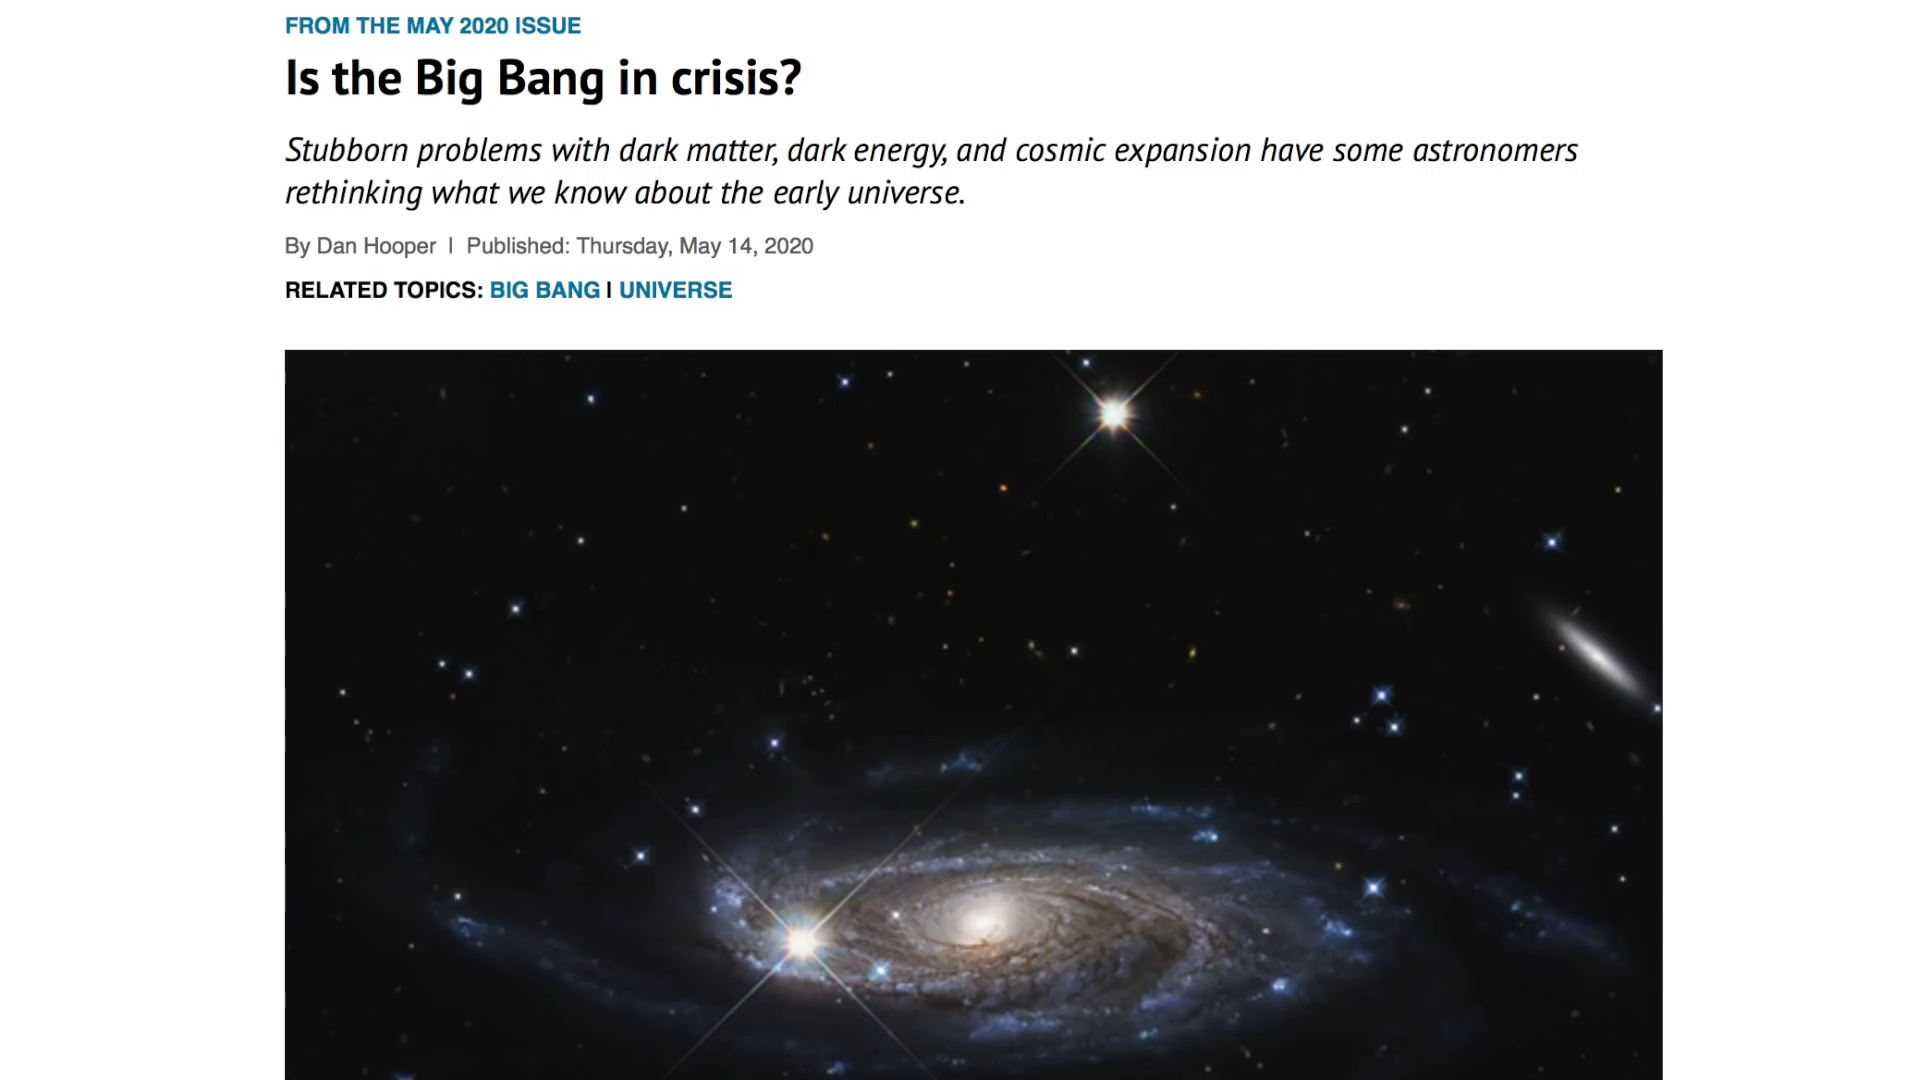 FROM THE MAY 2020 ISSUE
Is the Big Bang in crisis?
Stubborn problems with dark matter, dark energy, and cosmic expansion have some astronomers
rethinking what we know about the early universe.
By Dan Hooper | Published: Thursday, May 14, 2020
RELATED TOPICS: BIG BANG | UNIVERSE